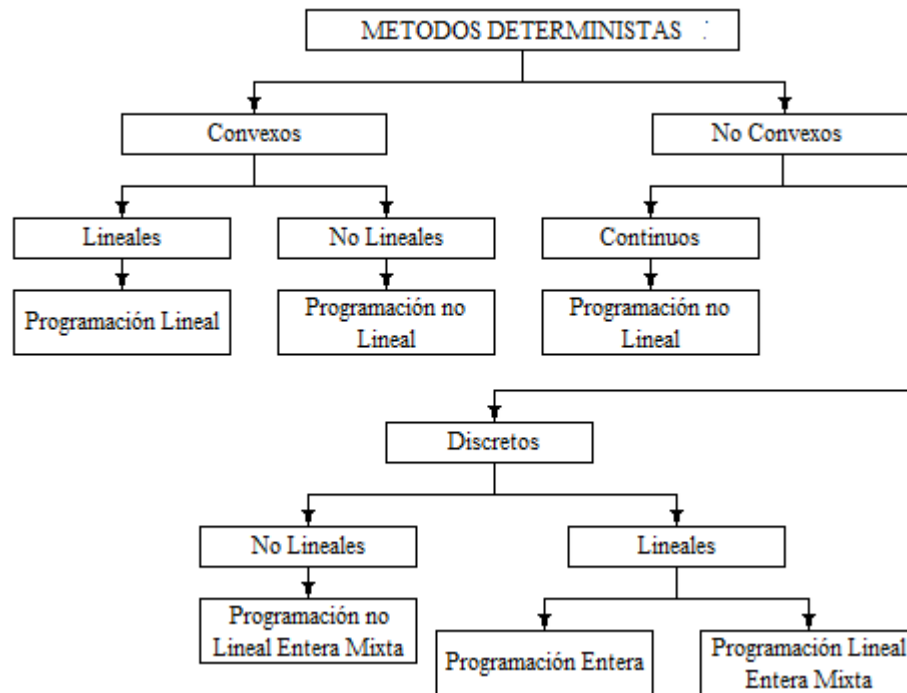 METODOS DETERMINISTAS :
Convexos
No Convexos
Lineales
No Lineales
Continuos
Programación Lineal
Programación no
Lineal
Programación no
Lineal
Discretos
No Lineales
Lineales
Programación no
Lineal Entera Mixta
Programación Entera
Programación Lineal
Entera Mixta